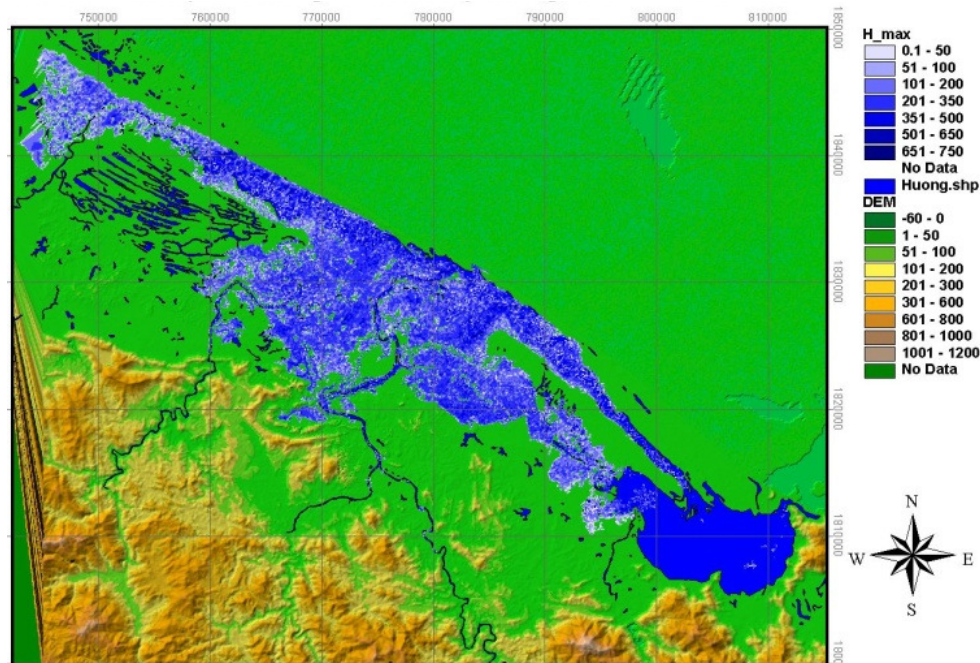 750000 760000 770000 780000 790000 800000 810000
1850000
1840000
1830000
1820000
1810000
1800
H_max
0.1 - 50
51 - 100
101 - 200
201 - 350
351 - 500
501 - 650
651 - 750
No Data
Huong.shp
DEM
-60 - 0
1 - 50
51 - 100
101 - 200
201 - 300
301 - 600
601 - 800
801 - 1000
1001 - 1200
No Data
N
W E
S